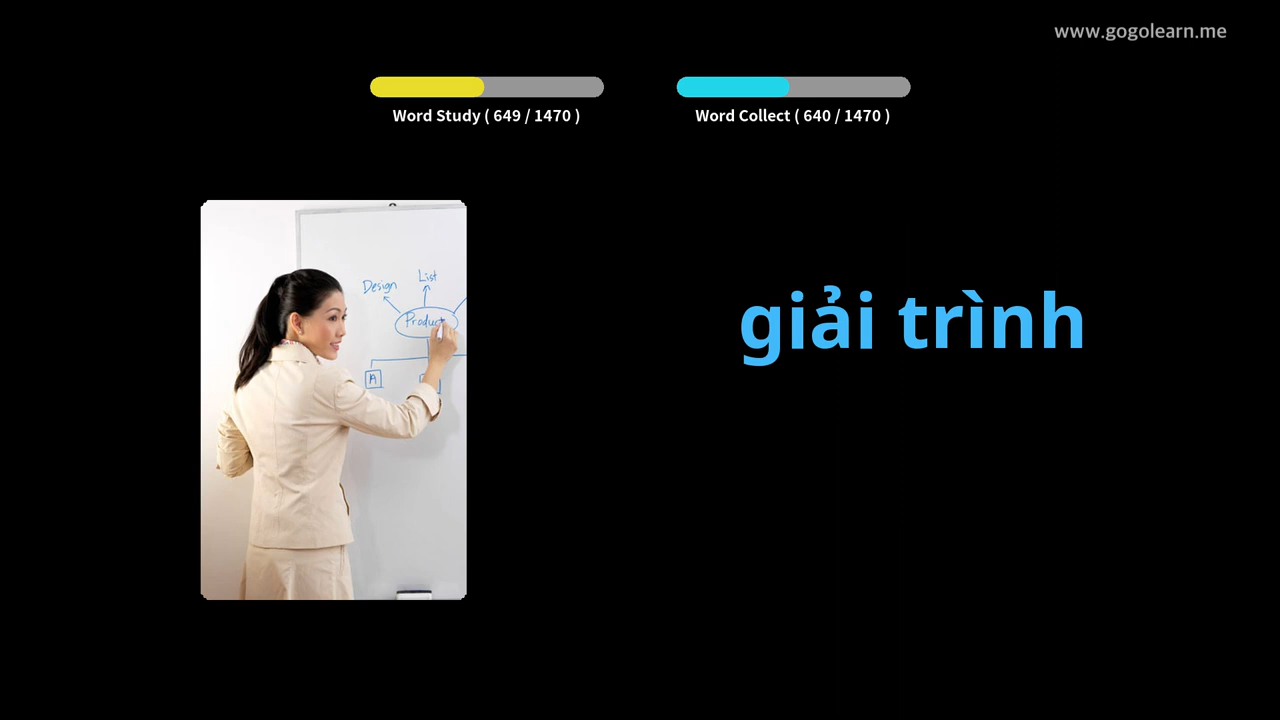 www.gogolearn.me
Word Study ( 649 / 1470 )
Word Collect ( 640 / 1470 )
giải trình
Design
List
Product
A